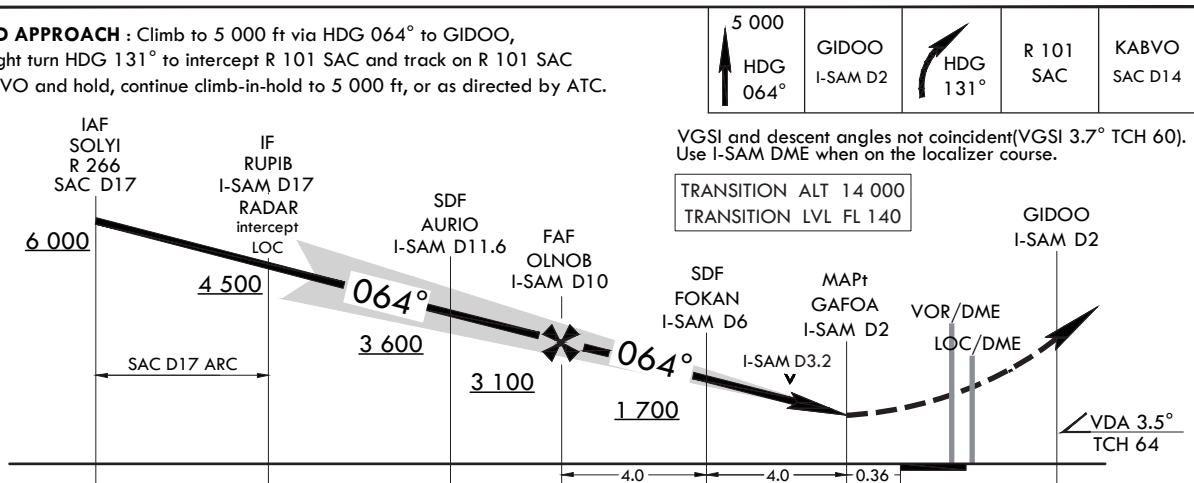 D APPROACH : Climb to 5 000 ft via HDG 064° to GIDOO,
ght turn HDG 131° to intercept R 101 SAC and track on R 101 SAC
VO and hold, continue climb-in-hold to 5 000 ft, or as directed by ATC.
5 000
HDG
064°
GIDOO
I-SAM D2
HDG
131°
R 101
SAC
KABVO
SAC D14
VGSI and descent angles not coincident(VGSI 3.7° TCH 60).
Use I-SAM DME when on the localizer course.
TRANSITION ALT 14 000
TRANSITION LVL FL 140
IAF
SOLYI
R 266
SAC D17
IF
RUPIB
I-SAM D17
RADAR
intercept
LOC
SDF
AURIO
I-SAM D11.6
FAF
OLNOB
I-SAM D10
SDF
FOKAN
I-SAM D6
MAPt
GAFOA
I-SAM D2
GIDOO
I-SAM D2
VOR/DME
LOC/DME
I-SAM D3.2
V
6 000
4 500
064°
3 600
3 100
064°
1 700
SAC D17 ARC
VDA 3.5°
TCH 64
4.0
4.0
0.36